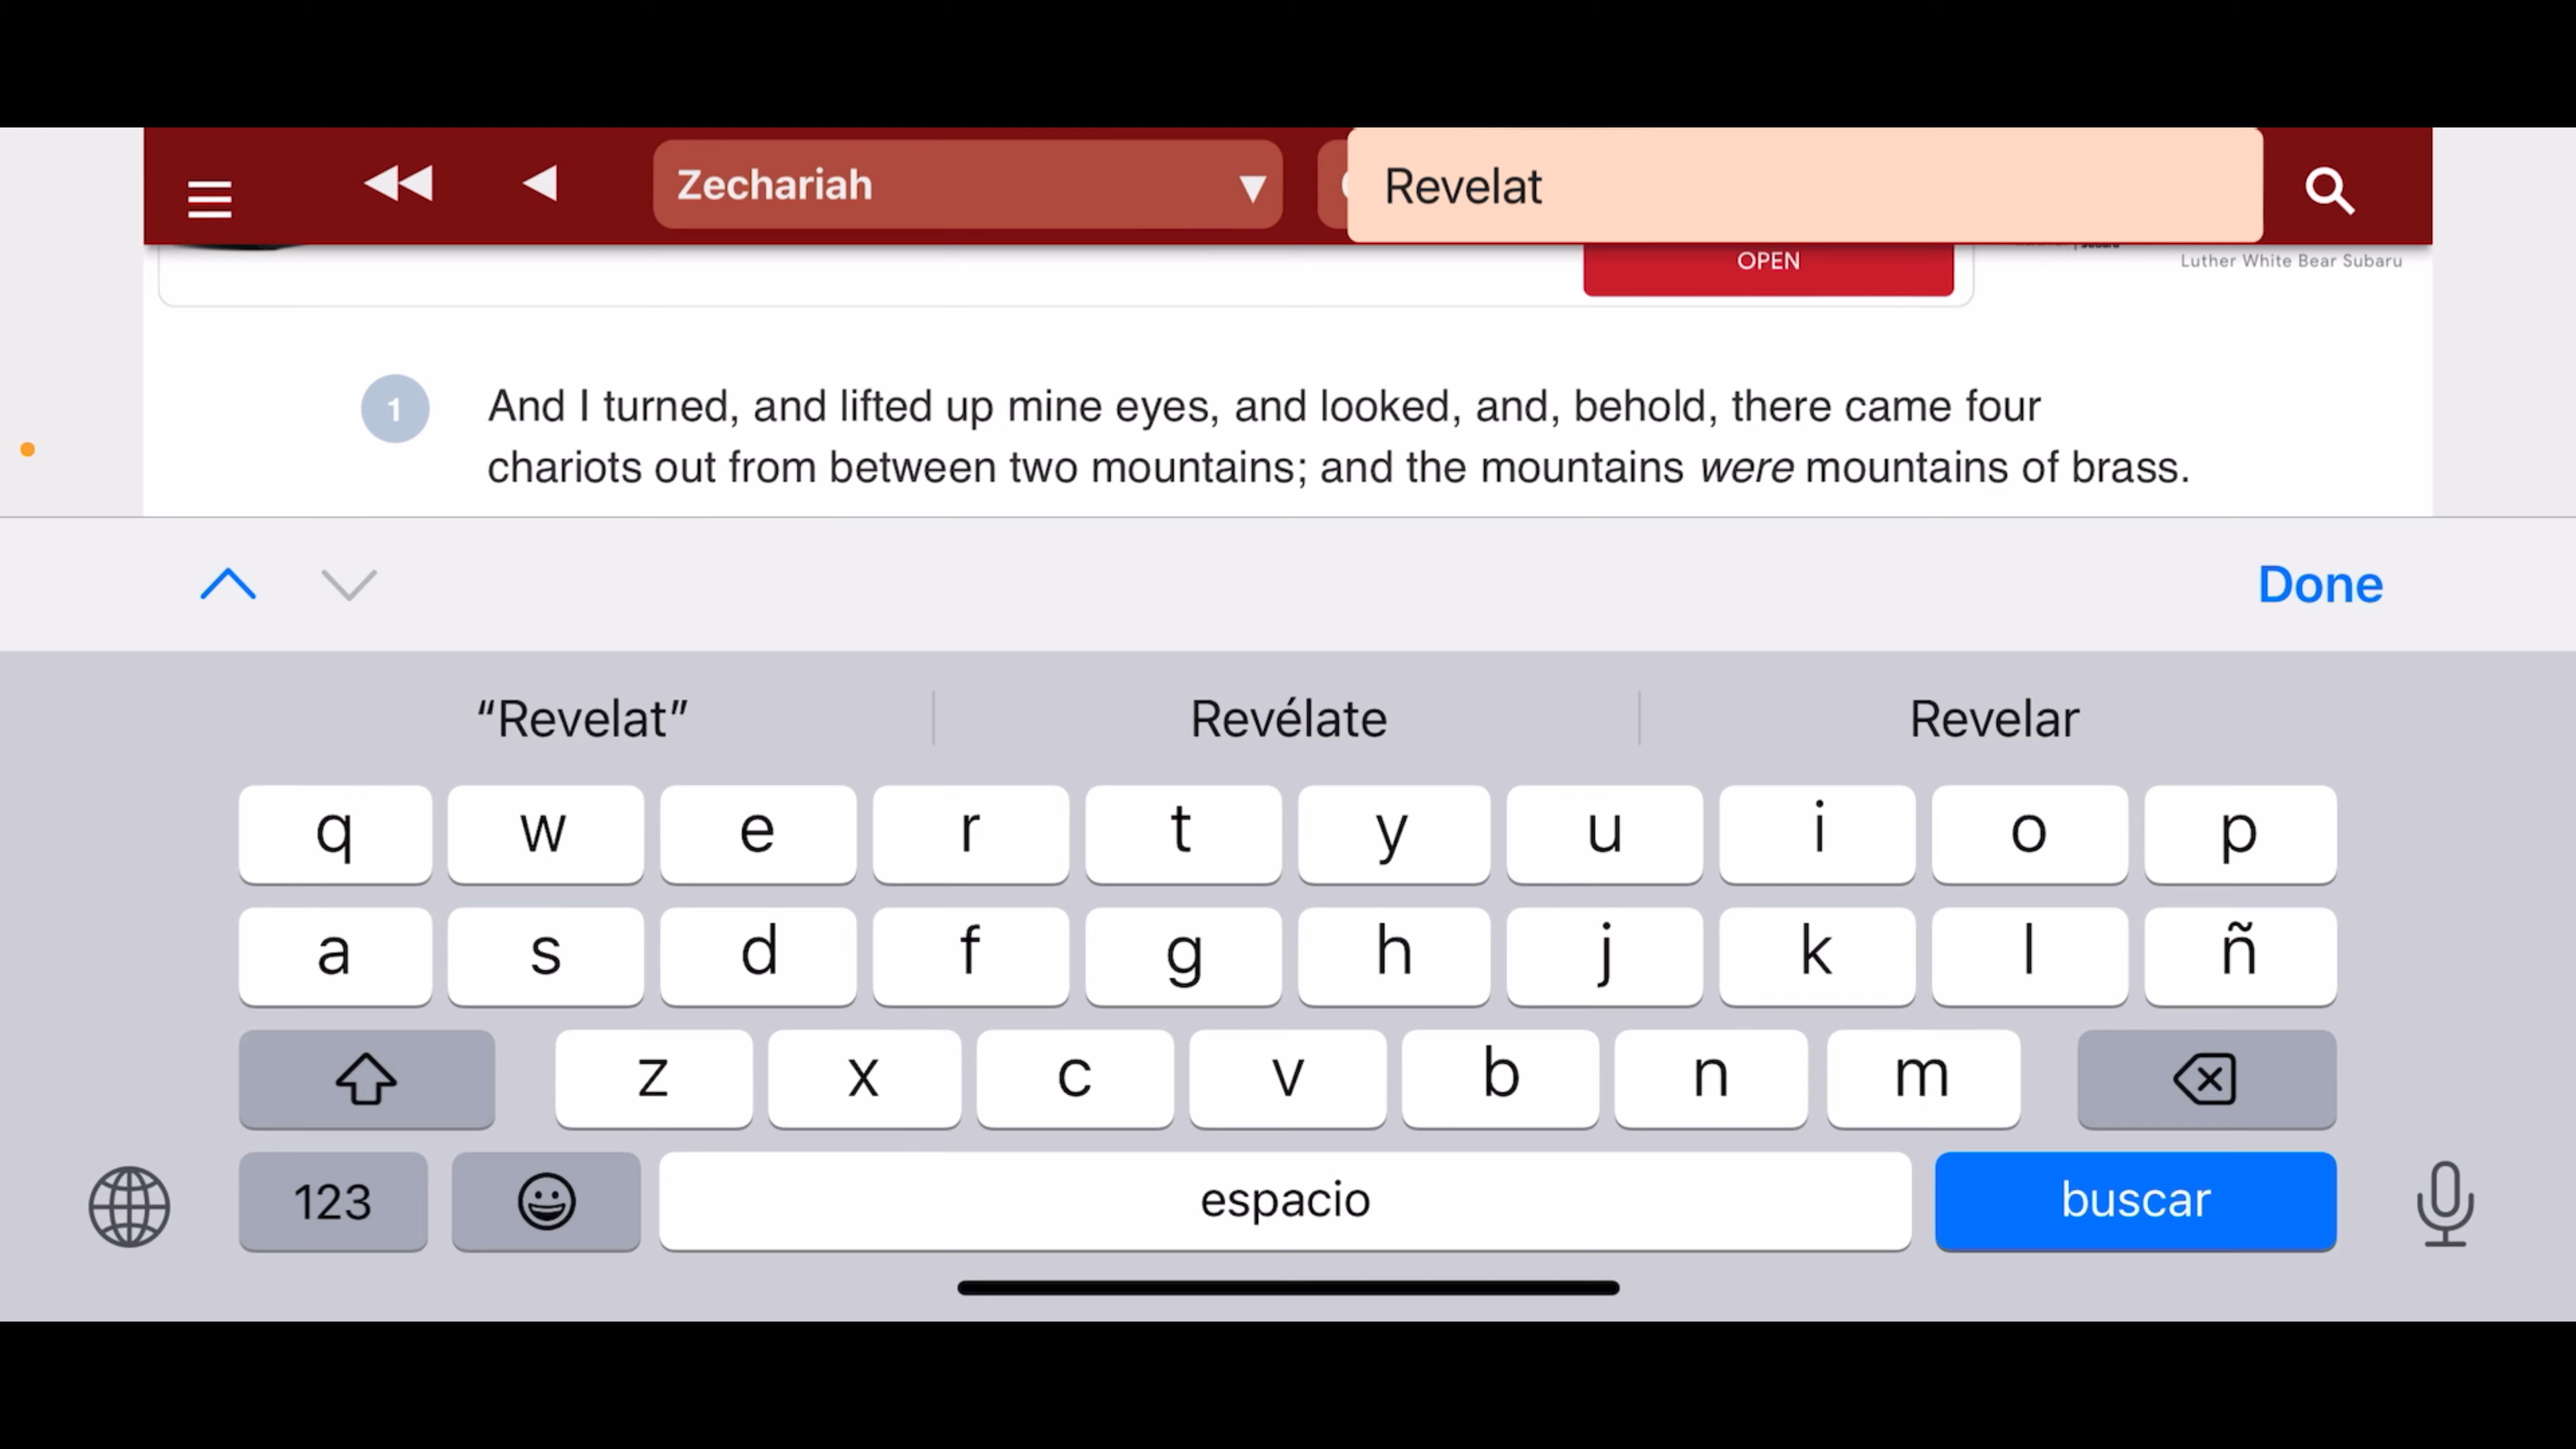 Zechariah
Revelat
OPEN
Luther White Bear Subaru
1 And I turned, and lifted up mine eyes, and looked, and, behold, there came four
chariots out from between two mountains; and the mountains were mountains of brass.
Done
“Revelat” Revélate Revelar
q w e r t y u i o p
a s d f g h j k l ñ
z x c v b n m
123 espacio buscar